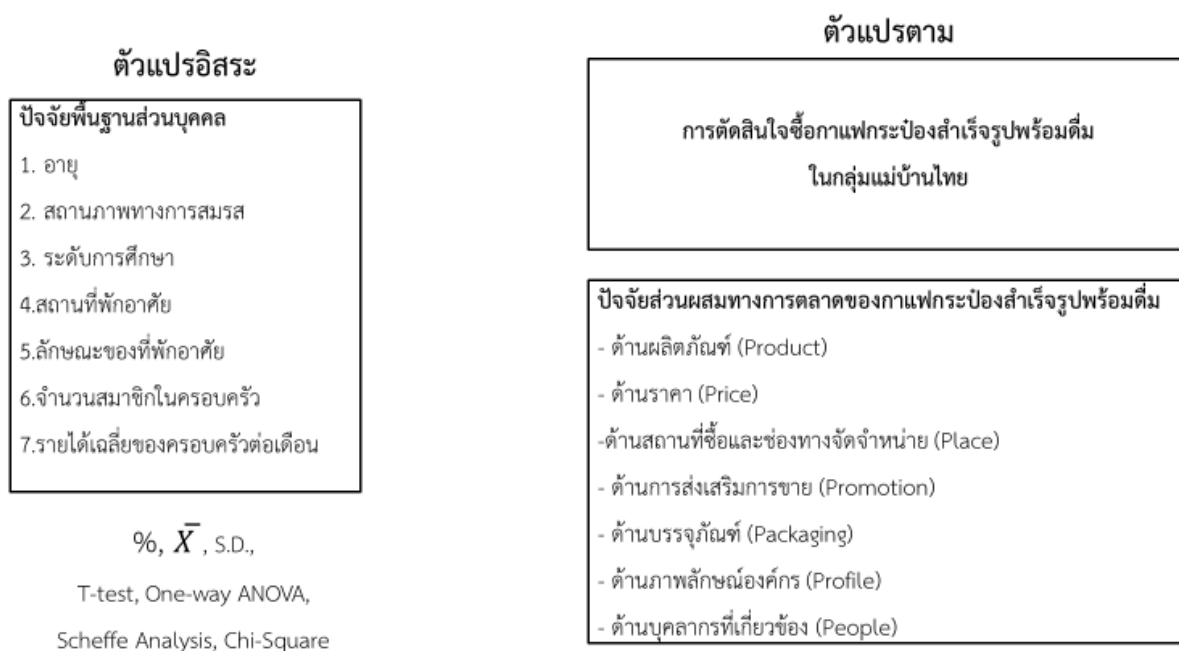 ตัวแปรอิสระ
ปัจจัยพื้นฐานส่วนบุคคล
1. อายุ
2. สถานภาพทางการสมรส
3. ระดับการศึกษา
4.สถานที่พักอาศัย
5.ลักษณะของที่พักอาศัย
6.จำนวนสมาชิกในครอบครัว
7.รายได้เฉลี่ยของครอบครัวต่อเดือน
%, X̄, S.D.,
T-test, One-way ANOVA,
Scheffe Analysis, Chi-Square
ตัวแปรตาม
การตัดสินใจซื้อกาแฟกระป๋องสำเร็จรูปพร้อมดื่ม
ในกลุ่มแม่บ้านไทย
ปัจจัยส่วนผสมทางการตลาดของกาแฟกระป๋องสำเร็จรูปพร้อมดื่ม
- ด้านผลิตภัณฑ์ (Product)
- ด้านราคา (Price)
-ด้านสถานที่ซื้อและช่องทางจัดจำหน่าย (Place)
- ด้านการส่งเสริมการขาย (Promotion)
- ด้านบรรจุภัณฑ์ (Packaging)
- ด้านภาพลักษณ์องค์กร (Profile)
- ด้านบุคลากรที่เกี่ยวข้อง (People)